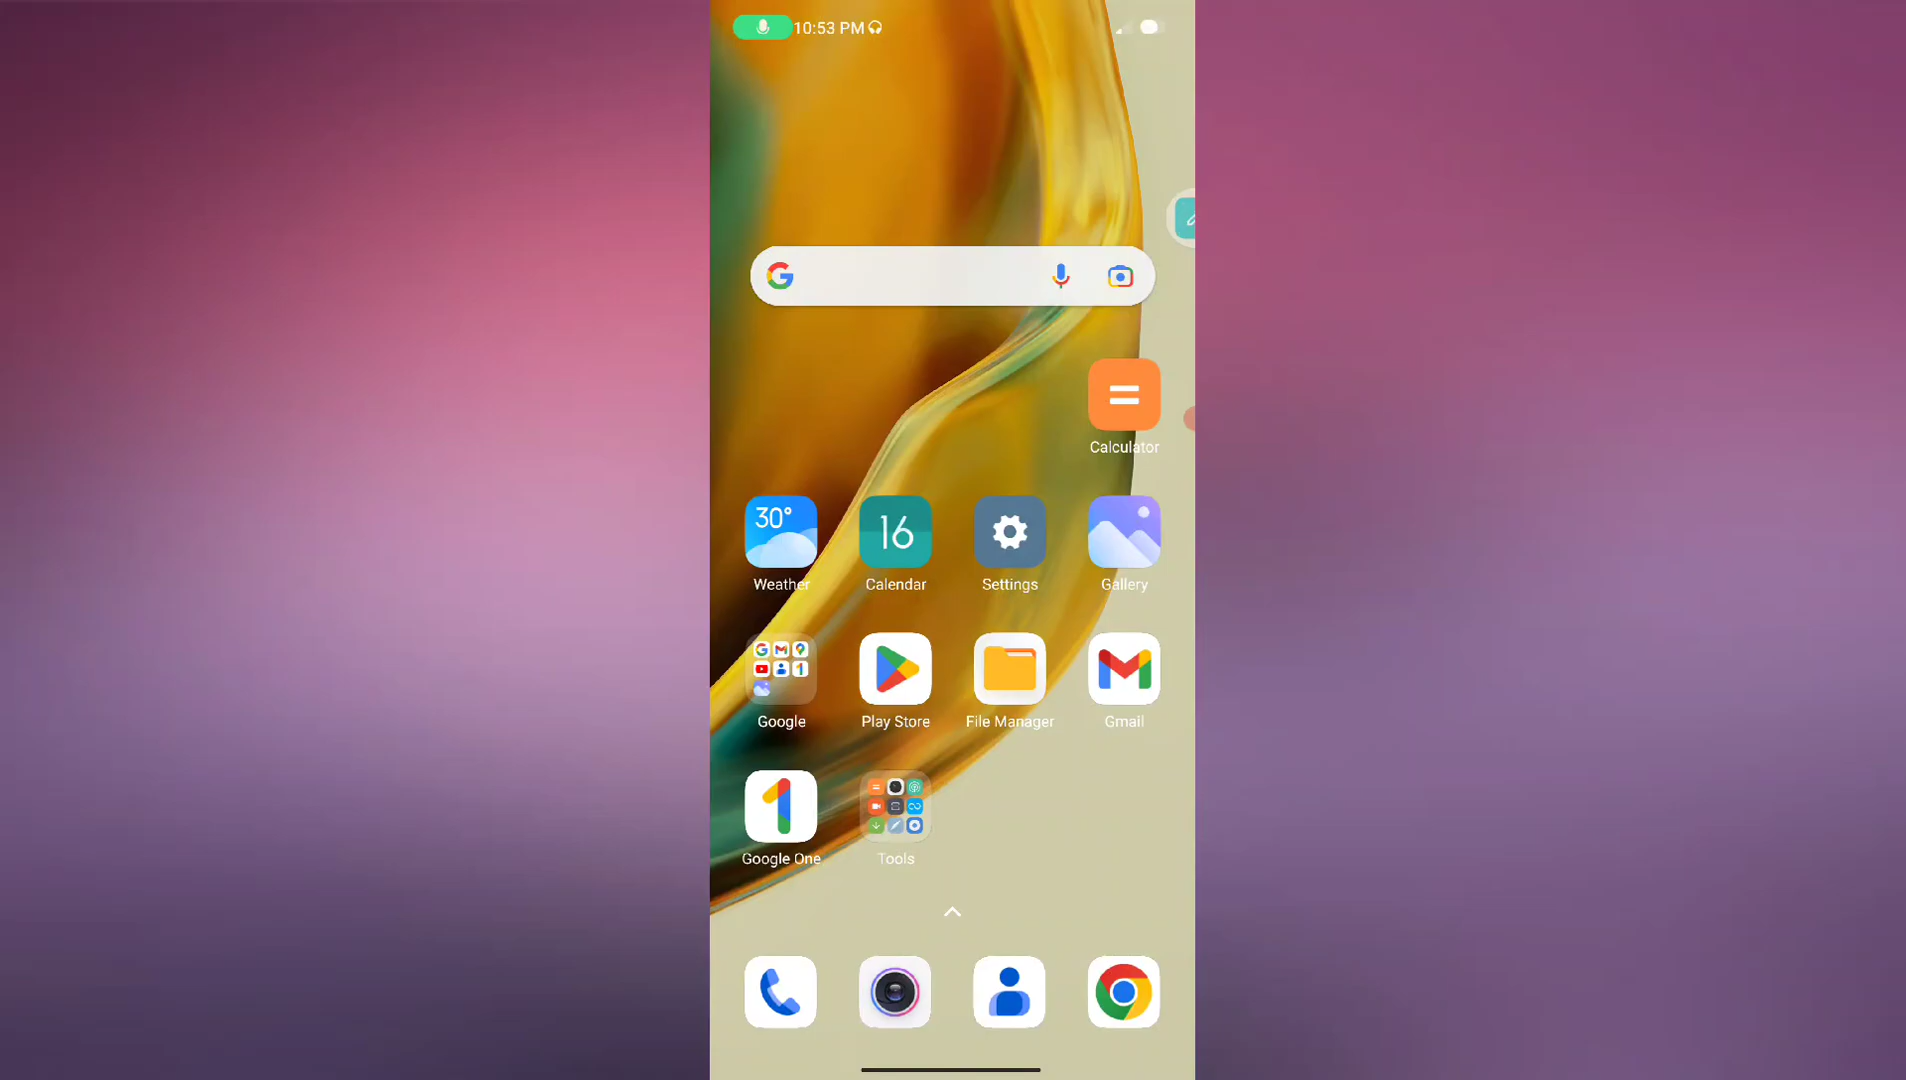 10:53 PM
Calculator
30°
16
Weather
Calendar
Settings
Gallery
Google
Play Store
File Manager
Gmail
Google One
Tools